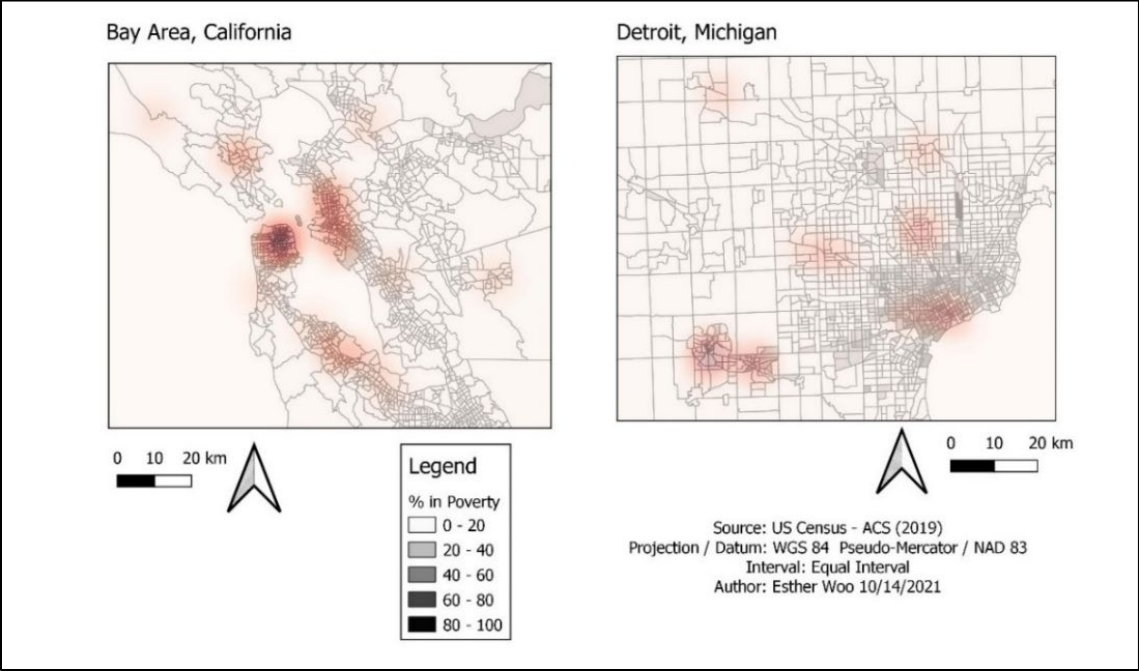 Bay Area, California
Detroit, Michigan
0 10 20 km
Legend
% in Poverty
0 - 20
20 - 40
40 - 60
60 - 80
80 - 100
0 10 20 km
Source: US Census - ACS (2019)
Projection / Datum: WGS 84 Pseudo-Mercator / NAD 83
Interval: Equal Interval
Author: Esther Woo 10/14/2021